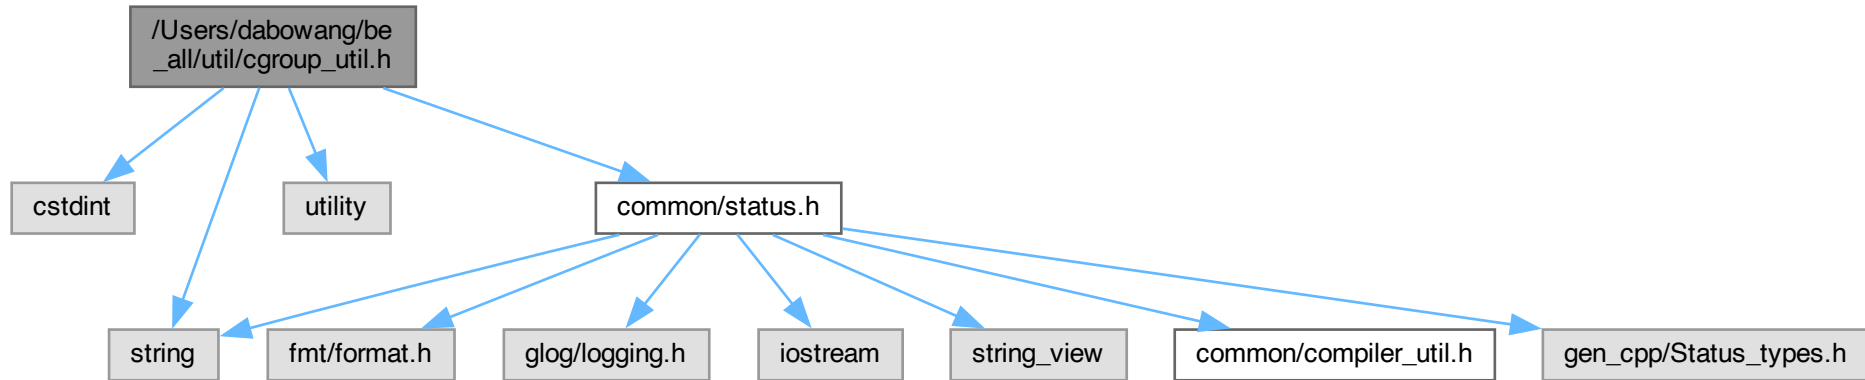 /Users/dabowang/be
_all/util/cgroup_util.h
cstdint
utility
common/status.h
string
fmt/format.h
glog/logging.h
iostream
string_view
common/compiler_util.h
gen_cpp/Status_types.h